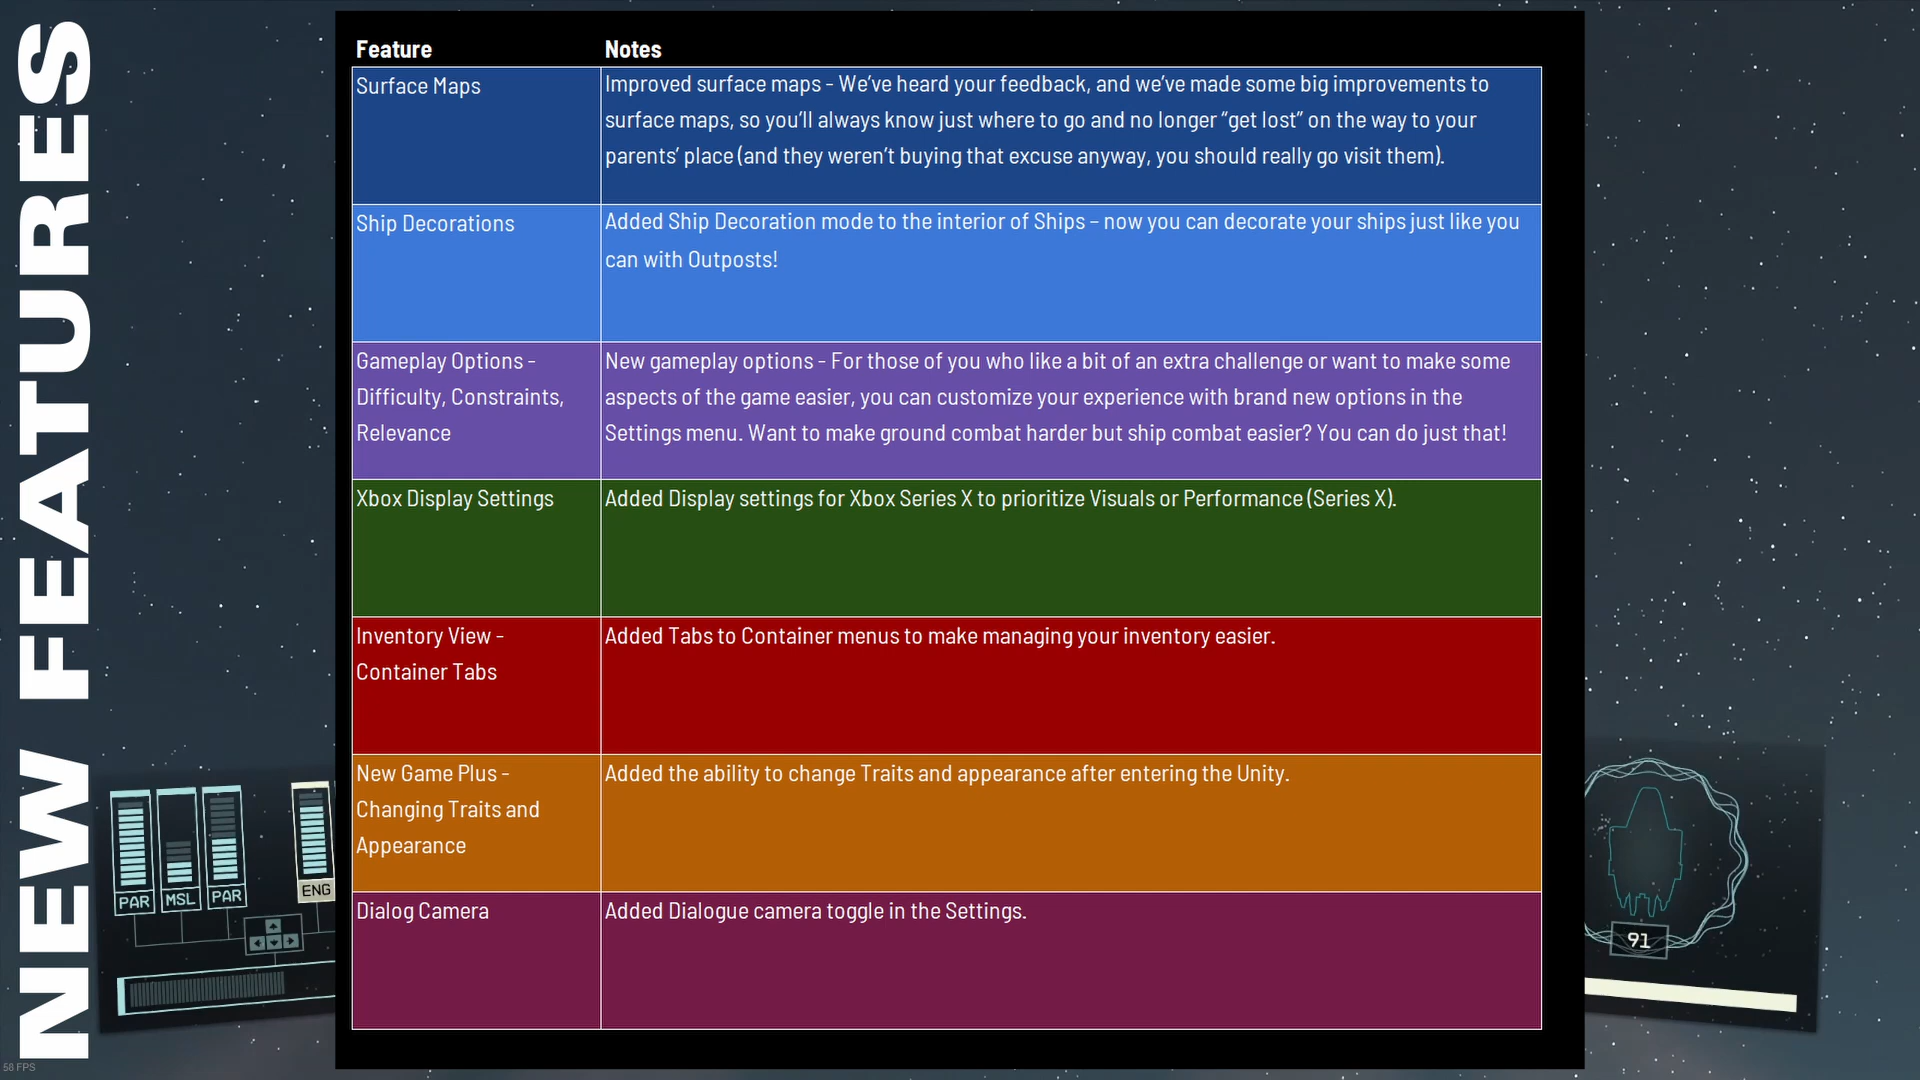 NEW FEATURES
Feature Notes
Surface Maps
Improved surface maps - We’ve heard your feedback, and we’ve made some big improvements to
surface maps, so you’ll always know just where to go and no longer “get lost” on the way to your
parents’ place (and they weren’t buying that excuse anyway, you should really go visit them).
Ship Decorations
Added Ship Decoration mode to the interior of Ships – now you can decorate your ships just like you
can with Outposts!
Gameplay Options -
Difficulty, Constraints,
Relevance
New gameplay options - For those of you who like a bit of an extra challenge or want to make some
aspects of the game easier, you can customize your experience with brand new options in the
Settings menu. Want to make ground combat harder but ship combat easier? You can do just that!
Xbox Display Settings
Added Display settings for Xbox Series X to prioritize Visuals or Performance (Series X).
Inventory View -
Container Tabs
Added Tabs to Container menus to make managing your inventory easier.
New Game Plus -
Changing Traits and
Appearance
Added the ability to change Traits and appearance after entering the Unity.
Dialog Camera
Added Dialogue camera toggle in the Settings.
PAR MSL PAR ENG
91
58 FPS